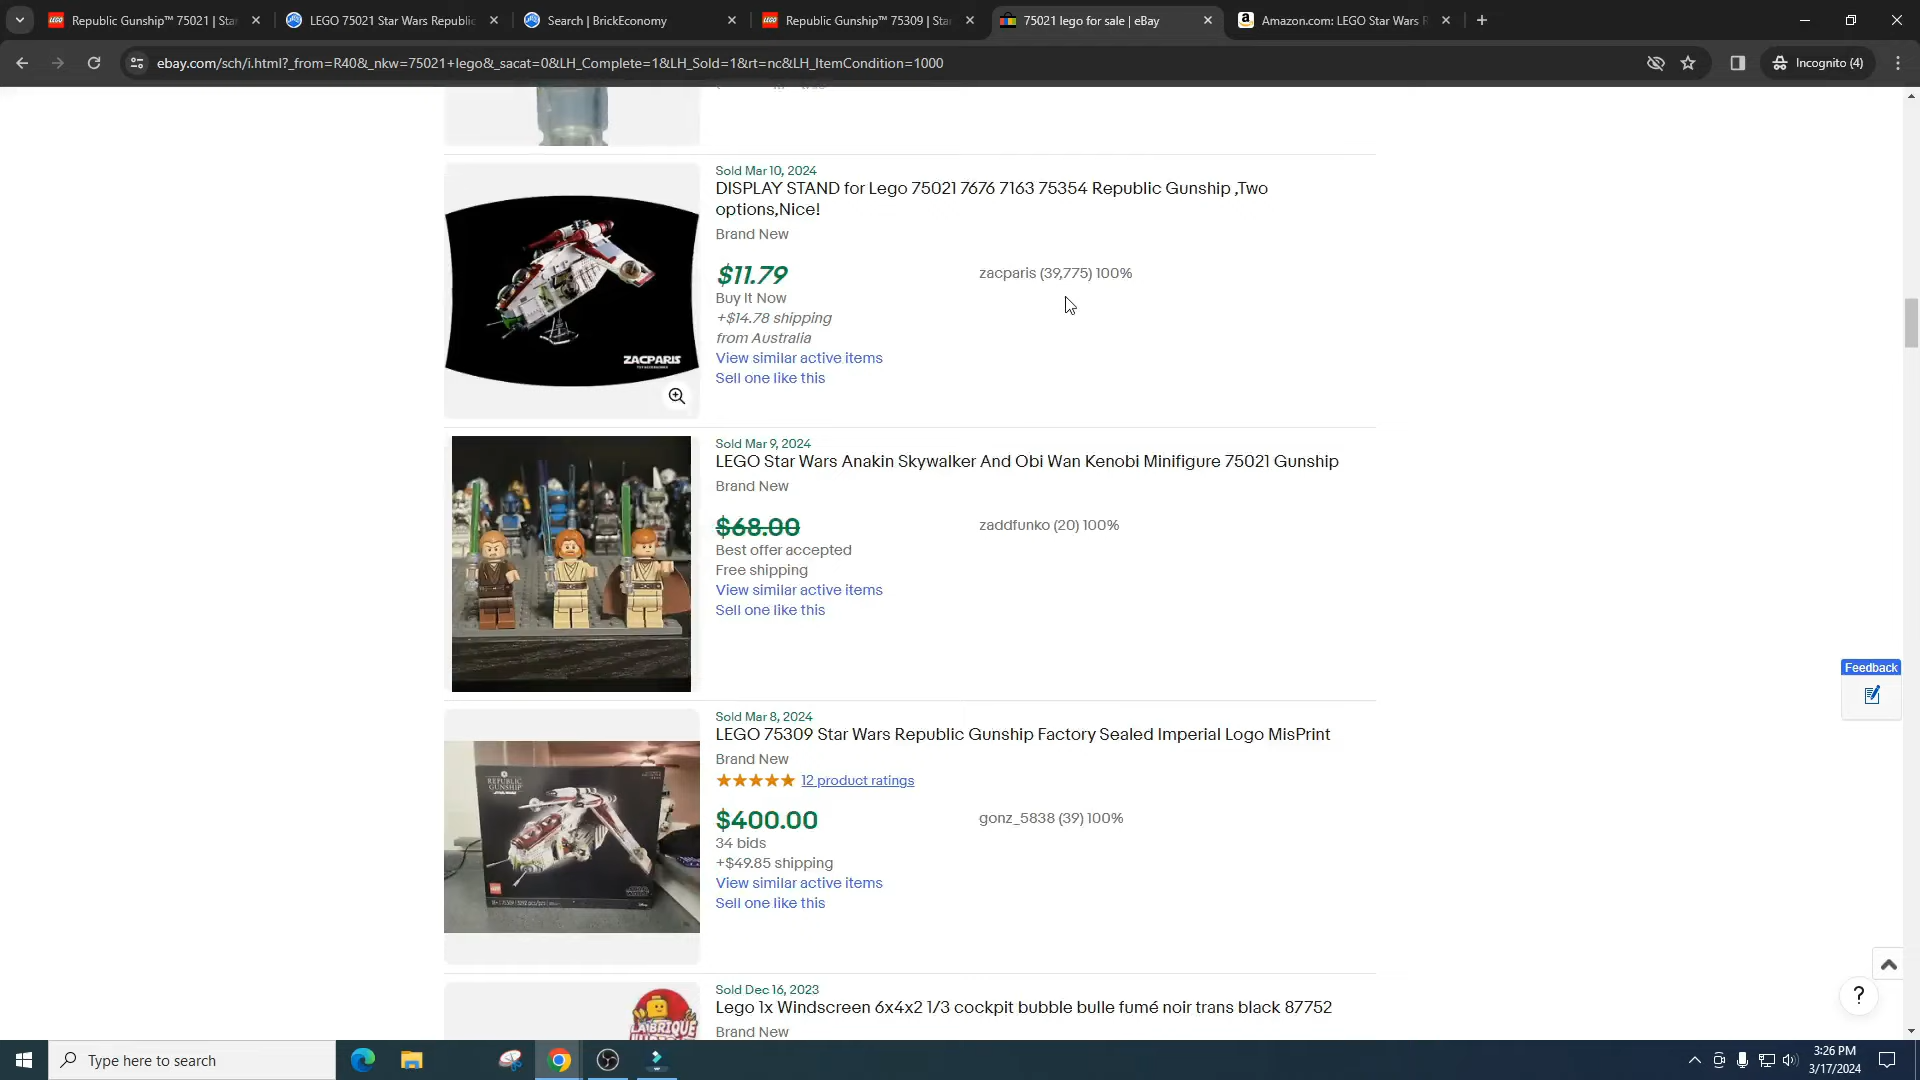 Republic Gunship™ 75021 | Sta
LEGO 75021 Star Wars Republic
Search | BrickEconomy
Republic Gunship™ 75309 | Sta
75021 lego for sale | eBay
Amazon.com: LEGO Star Wars R
ebay.com/sch/i.html?_from=R40&_nkw=75021+lego&_sacat=0&LH_Complete=1&LH_Sold=1&rt=nc&LH_ItemCondition=1000
Incognito (4)
Sold Mar 10, 2024
DISPLAY STAND for Lego 75021 7676 7163 75354 Republic Gunship ,Two
options,Nice!
Brand New
$11.79
zacparis (39,775) 100%
Buy It Now
+$14.78 shipping
from Australia
View similar active items
Sell one like this
ZACPARIS
Sold Mar 9, 2024
LEGO Star Wars Anakin Skywalker And Obi Wan Kenobi Minifigure 75021 Gunship
Brand New
$68.00
zaddfunko (20) 100%
Best offer accepted
Free shipping
View similar active items
Sell one like this
Feedback
Sold Mar 8, 2024
LEGO 75309 Star Wars Republic Gunship Factory Sealed Imperial Logo MisPrint
Brand New
12 product ratings
$400.00
gonz_5838 (39) 100%
34 bids
+$49.85 shipping
View similar active items
Sell one like this
REPUBLIC
GUNSHIP
Sold Dec 16, 2023
Lego 1x Windscreen 6x4x2 1/3 cockpit bubble bulle fumé noir trans black 87752
Brand New
LA BRIQUE
?
Type here to search
3:26 PM
3/17/2024